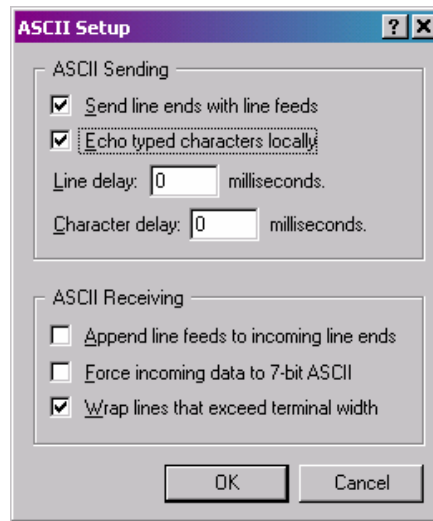 ASCII Setup
ASCII Sending
Send line ends with line feeds
Echo typed characters locally
Line delay: 0 milliseconds.
Character delay: 0 milliseconds.
ASCII Receiving
Append line feeds to incoming line ends
Force incoming data to 7-bit ASCII
Wrap lines that exceed terminal width
OK Cancel